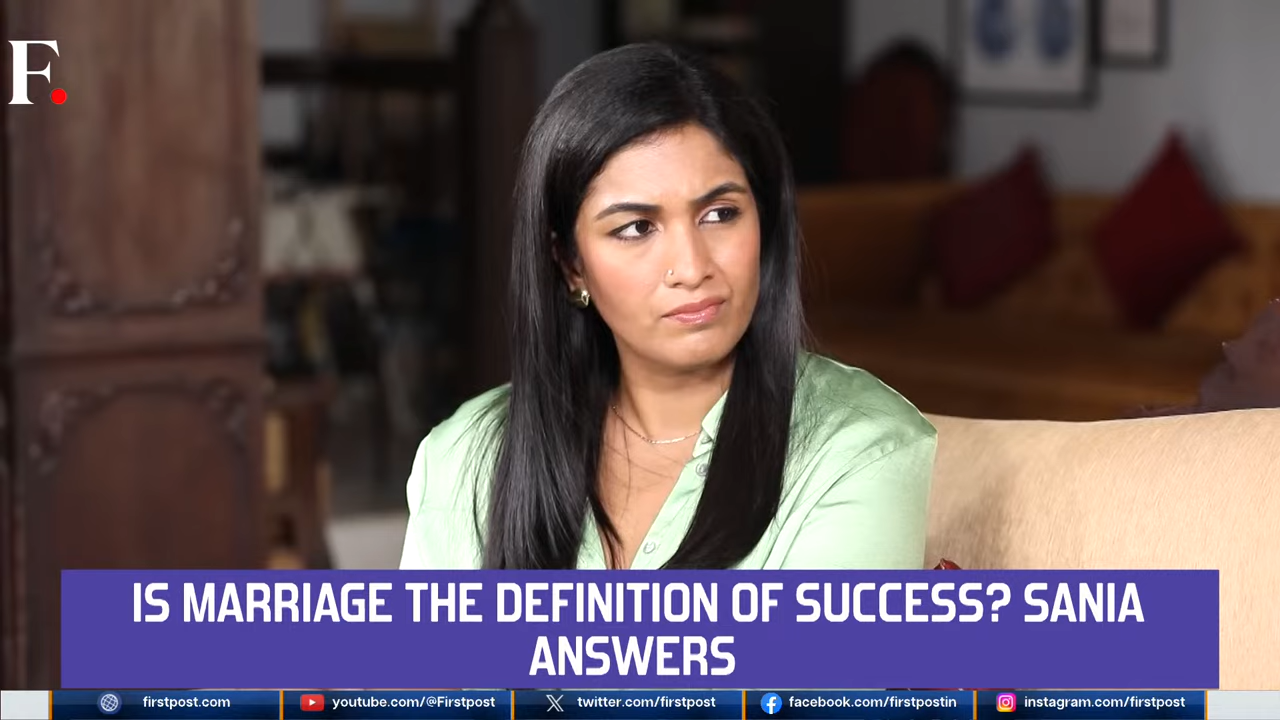 F.
IS MARRIAGE THE DEFINITION OF SUCCESS? SANIA
ANSWERS
firstpost.com
youtube.com/@Firstpost
twitter.com/firstpost
facebook.com/firstpostin
instagram.com/firstpost